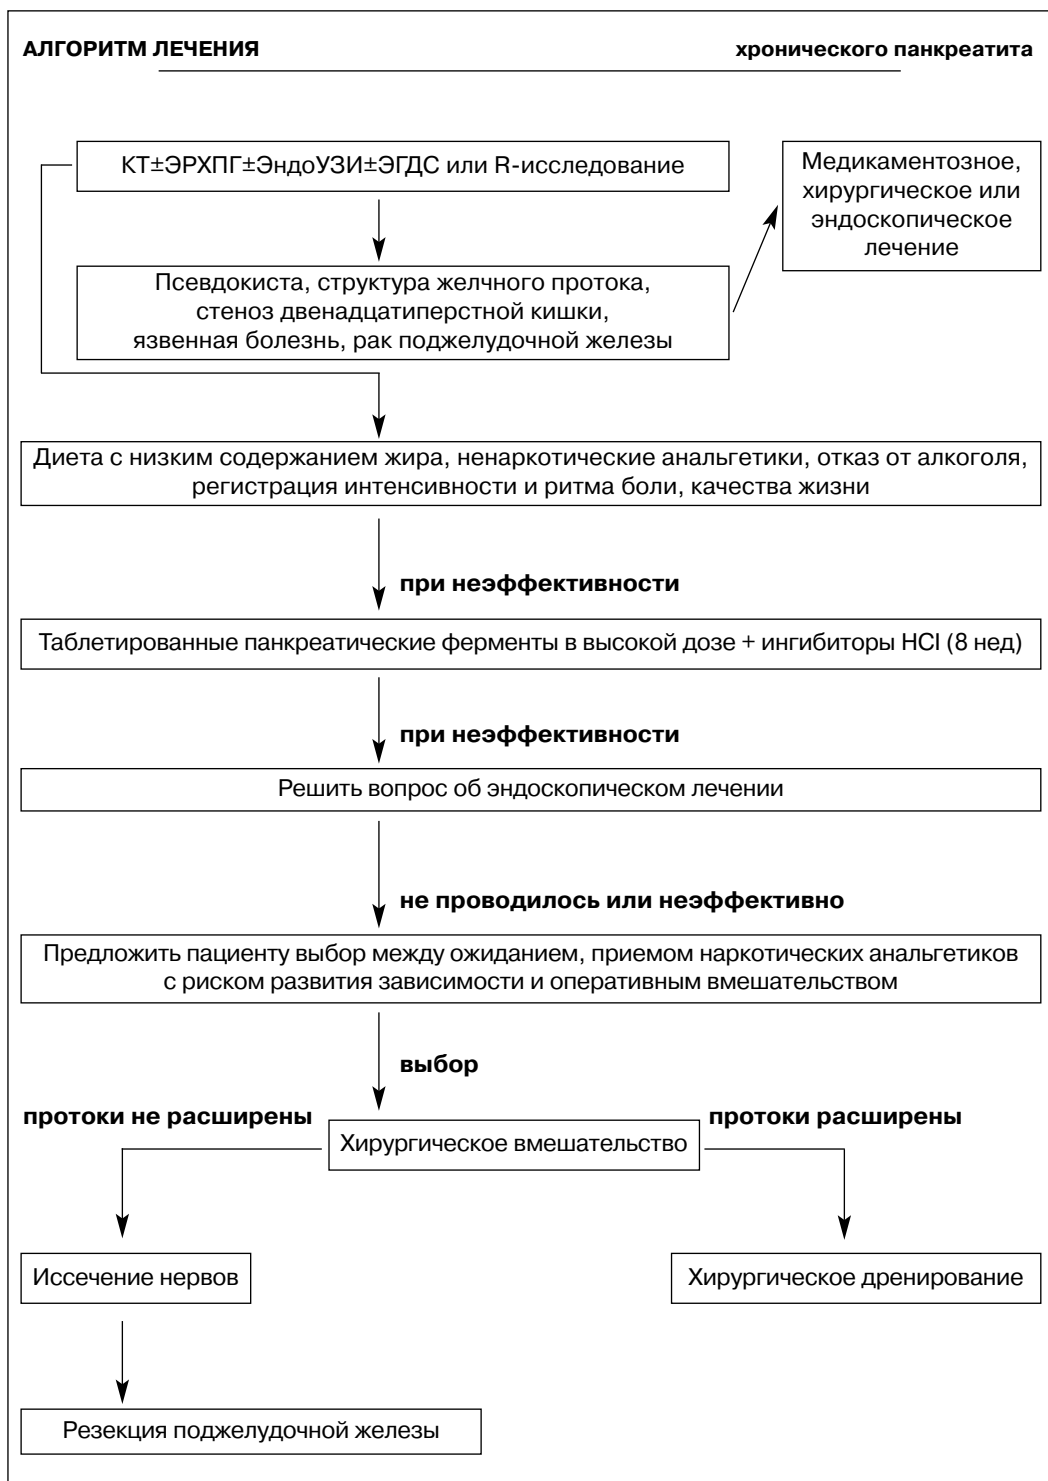 АЛГОРИТМ ЛЕЧЕНИЯ
хронического панкреатита
КТ±ЭРХПГ±ЭндоУЗИ±ЭГДС или R-исследование
Медикаментозное,
хирургическое или
эндоскопическое
лечение
Псевдокиста, структура желчного протока,
стеноз двенадцатиперстной кишки,
язвенная болезнь, рак поджелудочной железы
Диета с низким содержанием жира, ненаркотические анальгетики, отказ от алкоголя,
регистрация интенсивности и ритма боли, качества жизни
при неэффективности
Таблетированные панкреатические ферменты в высокой дозе + ингибиторы HCl (8 нед)
при неэффективности
Решить вопрос об эндоскопическом лечении
не проводилось или неэффективно
Предложить пациенту выбор между ожиданием, приемом наркотических анальгетиков
с риском развития зависимости и оперативным вмешательством
выбор
протоки не расширены
протоки расширены
Хирургическое вмешательство
Иссечение нервов
Хирургическое дренирование
Резекция поджелудочной железы